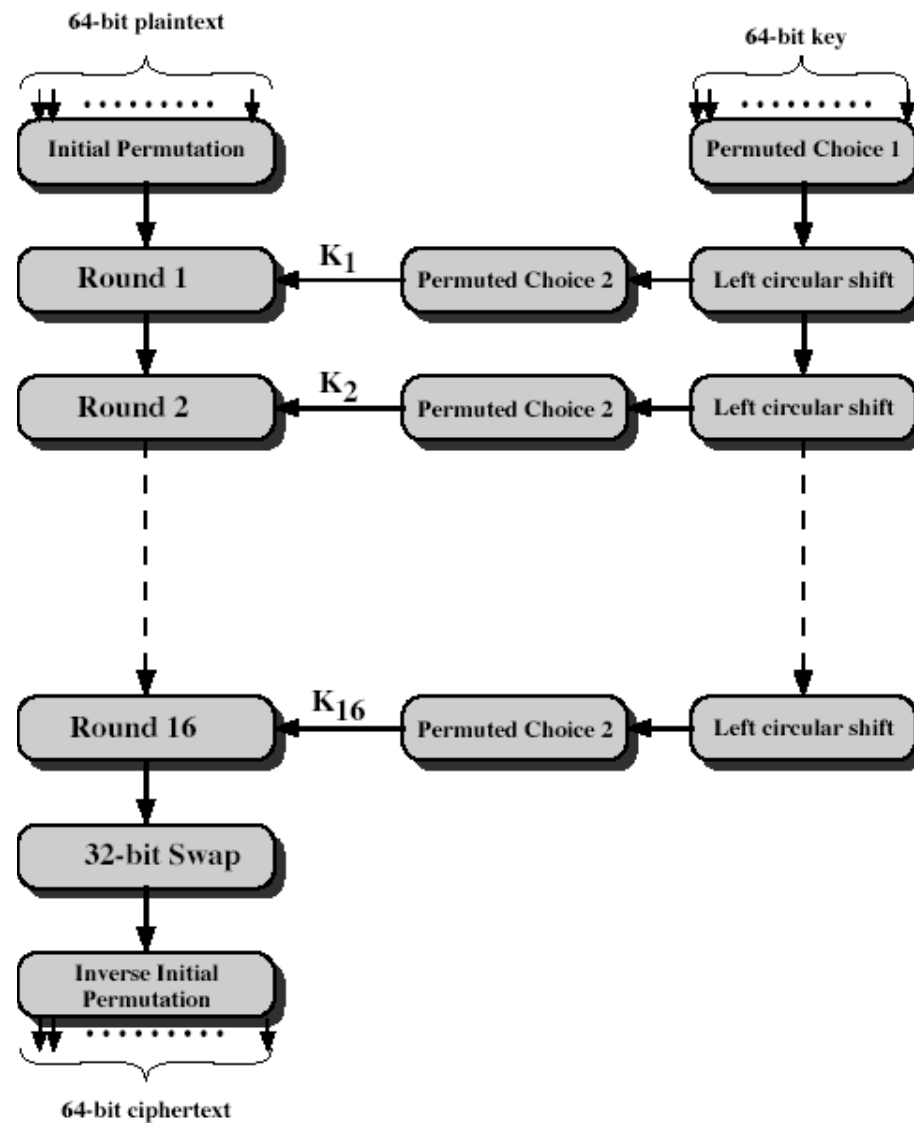 64-bit plaintext
64-bit key
Initial Permutation
Permuted Choice 1
Round 1
K1
Permuted Choice 2
Left circular shift
Round 2
K2
Permuted Choice 2
Left circular shift
Round 16
K16
Permuted Choice 2
Left circular shift
32-bit Swap
Inverse Initial
Permutation
64-bit ciphertext